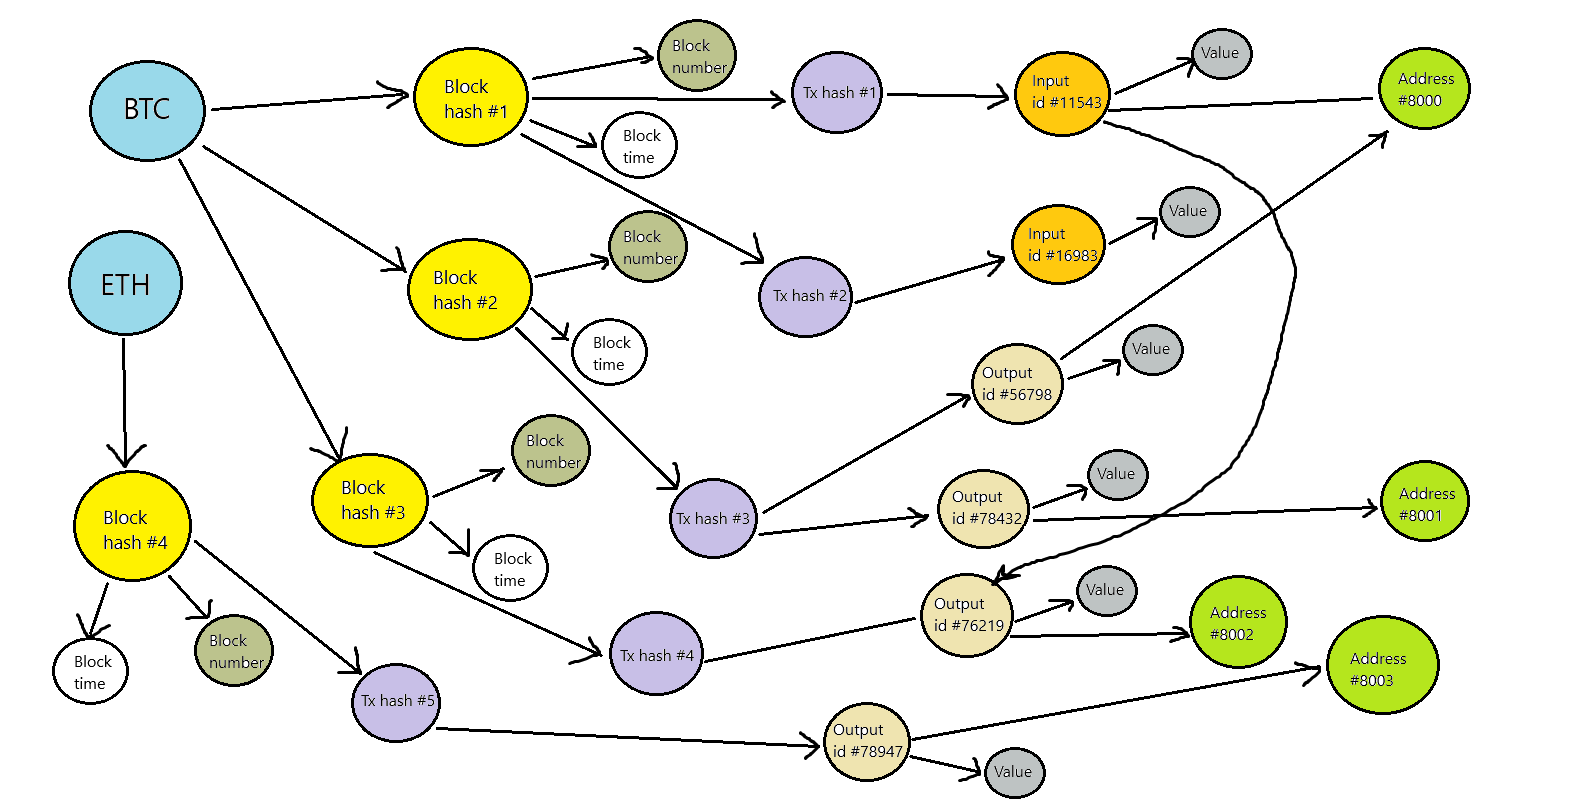 BTC
Block
hash #1
Block
number
Block
time
Tx hash #1
Input
id #11543
Value
Address
#8000
ETH
Block
hash #2
Block
number
Block
time
Tx hash #2
Input
id #16983
Value
Output
id #56798
Value
Block
hash #3
Block
number
Block
time
Tx hash #3
Output
id #78432
Value
Address
#8001
Block
hash #4
Block
time
Block
number
Tx hash #4
Output
id #76219
Value
Address
#8002
Address
#8003
Tx hash #5
Output
id #78947
Value